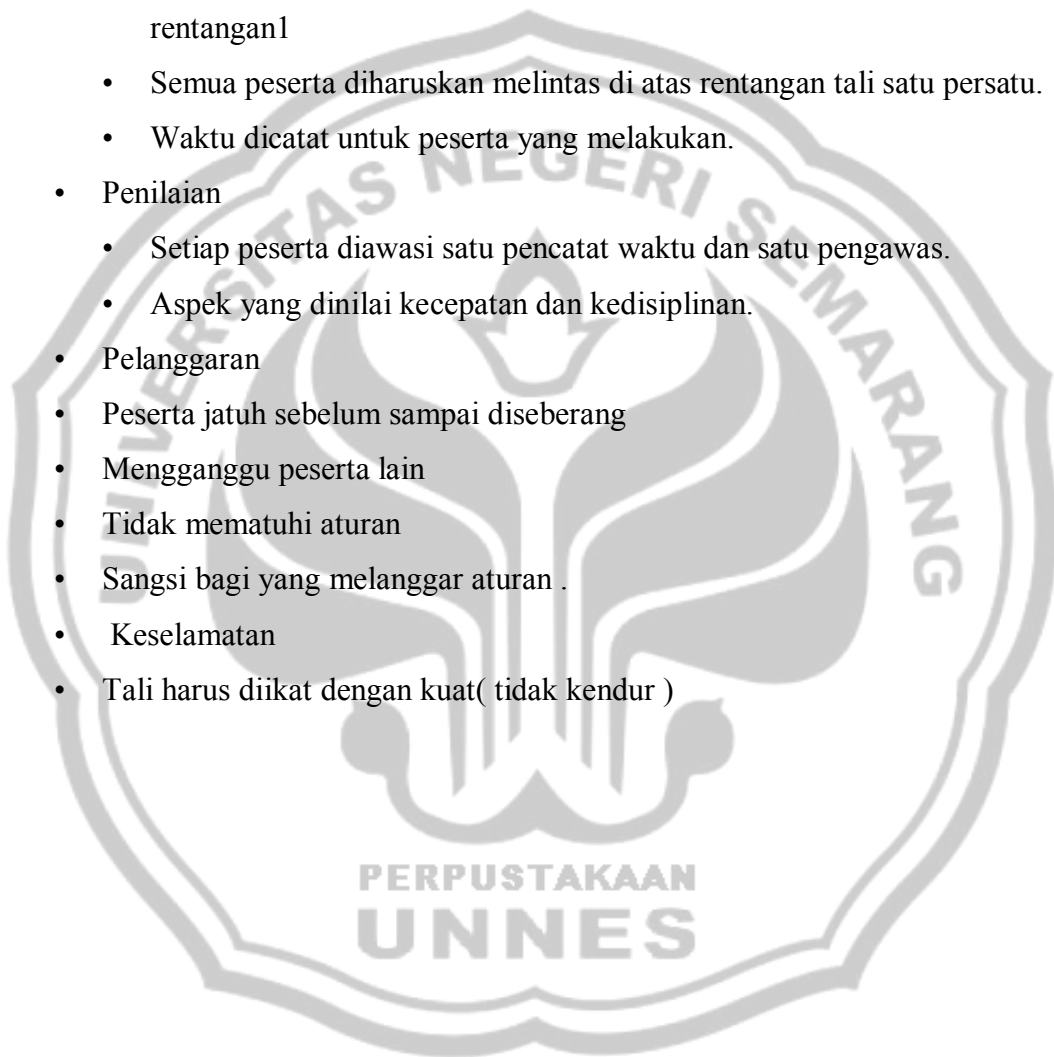 rentangan1
• Semua peserta diharuskan melintas di atas rentangan tali satu persatu.
• Waktu dicatat untuk peserta yang melakukan.
• Penilaian
• Setiap peserta diawasi satu pencatat waktu dan satu pengawas.
• Aspek yang dinilai kecepatan dan kedisiplinan.
• Pelanggaran
• Peserta jatuh sebelum sampai diseberang
• Mengganggu peserta lain
• Tidak mematuhi aturan
• Sangsi bagi yang melanggar aturan .
• Keselamatan
• Tali harus diikat dengan kuat( tidak kendur )
UNIVERSITAS NEGERI SEMARANG
PERPUSTAKAAN
UNNES